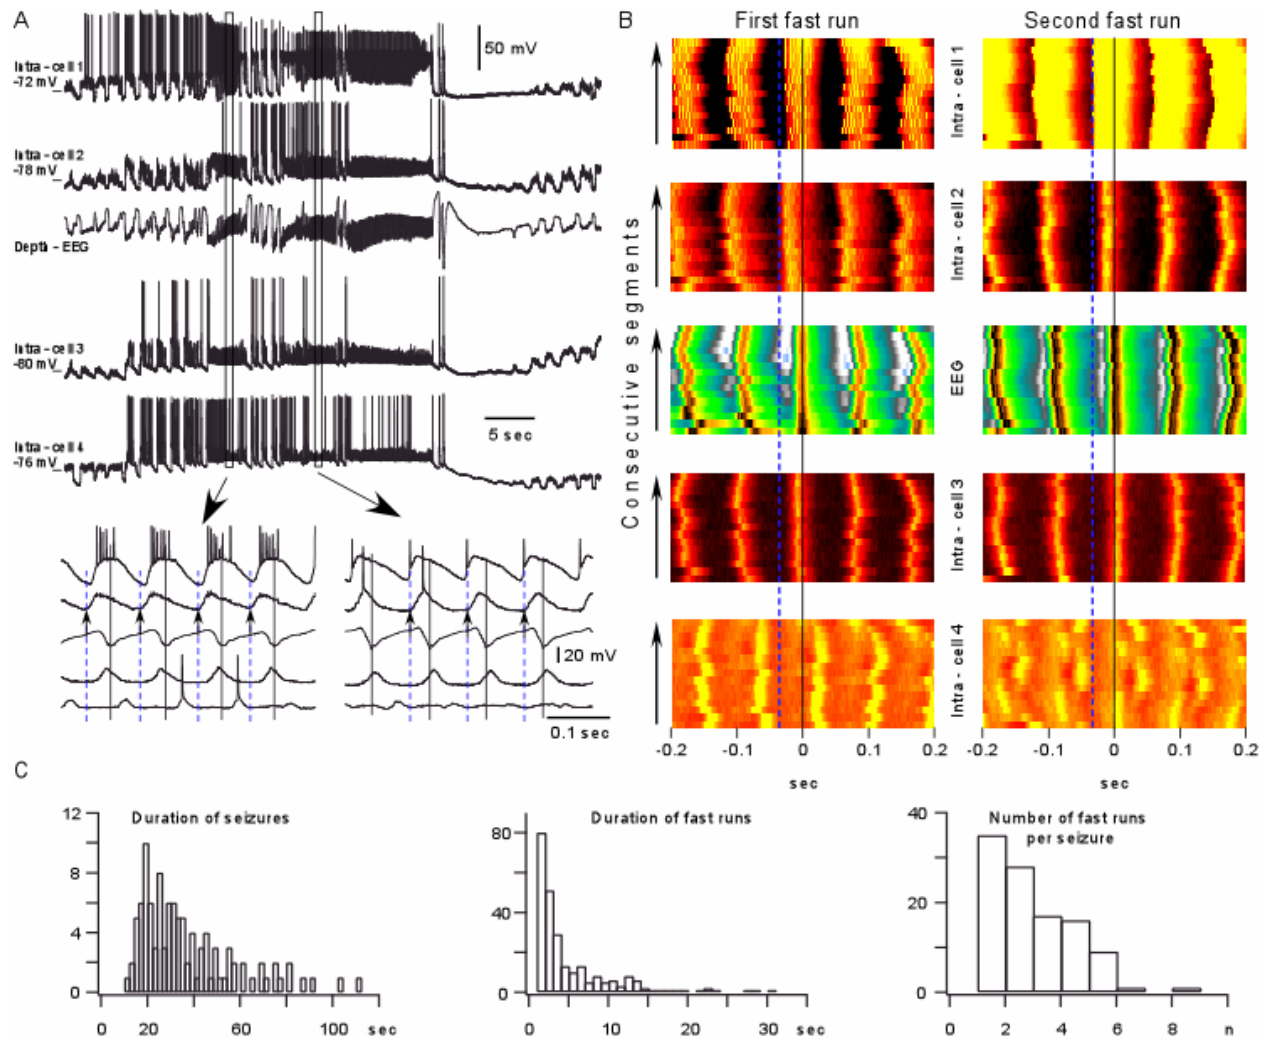 A
50 mV
Intra - cell 1
-72 mV
Intra - cell 2
-78 mV
Depth - EEG
Intra - cell 3
-80 mV
5 sec
Intra - cell 4
-76 mV
20 mV
0.1 sec
B
First fast run
Second fast run
Consecutive segments
Intra - cell 1
Intra - cell 2
EEG
Intra - cell 3
Intra - cell 4
-0.2 -0.1 0 0.1 0.2
sec
-0.2 -0.1 0 0.1 0.2
sec
C
Duration of seizures
12
8
4
0
0 20 60 100 sec
Duration of fast runs
80
40
0
0 10 20 30 sec
Number of fast runs
per seizure
40
20
0
0 2 4 6 8 n